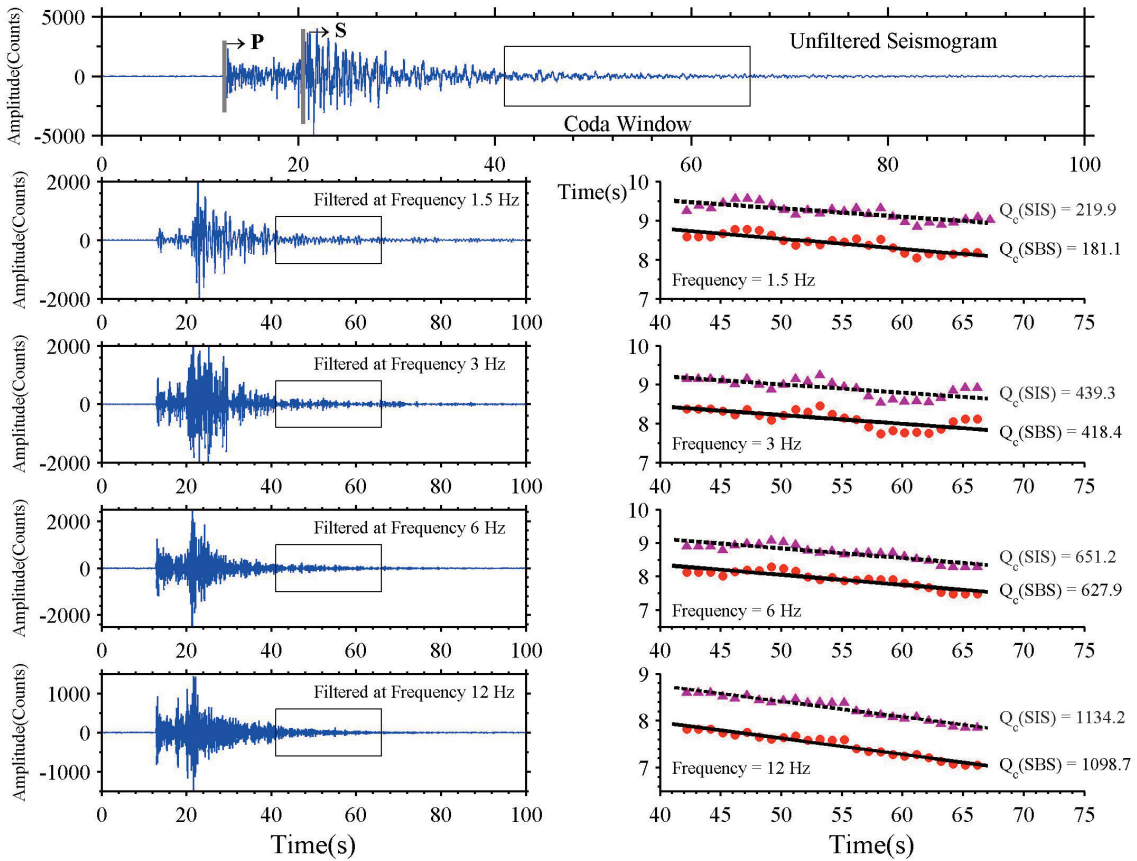 5000
0
-5000
Amplitude(Counts)
P
S
Unfiltered Seismogram
Coda Window
0 20 40 60 80 100
Time(s)
2000
0
-2000
Amplitude(Counts)
Filtered at Frequency 1.5 Hz
0 20 40 60 80 100
10
9
8
7
Qc(SIS) = 219.9
Qc(SBS) = 181.1
Frequency = 1.5 Hz
40 45 50 55 60 65 70 75
2000
0
-2000
Amplitude(Counts)
Filtered at Frequency 3 Hz
0 20 40 60 80 100
10
9
8
7
Qc(SIS) = 439.3
Qc(SBS) = 418.4
Frequency = 3 Hz
40 45 50 55 60 65 70 75
2000
0
-2000
Amplitude(Counts)
Filtered at Frequency 6 Hz
0 20 40 60 80 100
10
9
8
7
Qc(SIS) = 651.2
Qc(SBS) = 627.9
Frequency = 6 Hz
40 45 50 55 60 65 70 75
1000
0
-1000
Amplitude(Counts)
Filtered at Frequency 12 Hz
0 20 40 60 80 100
Time(s)
9
8
7
Qc(SIS) = 1134.2
Qc(SBS) = 1098.7
Frequency = 12 Hz
40 45 50 55 60 65 70 75
Time(s)